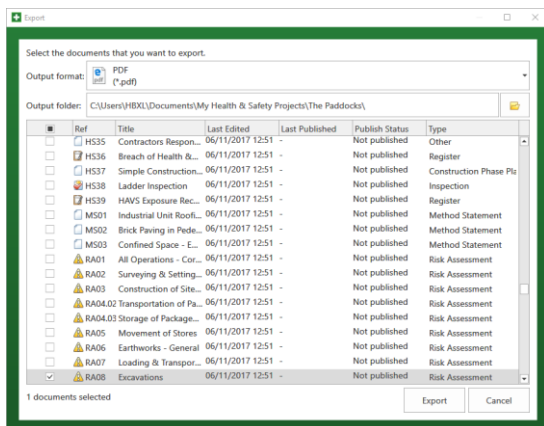 Export
Select the documents that you want to export.
Output format: PDF
(*.pdf)
Output folder: C:\Users\HBXL\Documents\My Health & Safety Projects\The Paddocks\
Ref Title Last Edited Last Published Publish Status Type
HS35 Contractors Respon... 06/11/2017 12:51 - Not published Other
HS36 Breach of Health &... 06/11/2017 12:51 - Not published Register
HS37 Simple Construction... 06/11/2017 12:51 - Not published Construction Phase Pla
HS38 Ladder Inspection 06/11/2017 12:51 - Not published Inspection
HS39 HAVS Exposure Rec... 06/11/2017 12:51 - Not published Register
MS01 Industrial Unit Roofi... 06/11/2017 12:51 - Not published Method Statement
MS02 Brick Paving in Pede... 06/11/2017 12:51 - Not published Method Statement
MS03 Confined Space - E... 06/11/2017 12:51 - Not published Method Statement
RA01 All Operations - Cor... 06/11/2017 12:51 - Not published Risk Assessment
RA02 Surveying & Setting... 06/11/2017 12:51 - Not published Risk Assessment
RA03 Construction of Site... 06/11/2017 12:51 - Not published Risk Assessment
RA04.02 Transportation of Pa... 06/11/2017 12:51 - Not published Risk Assessment
RA04.03 Storage of Package... 06/11/2017 12:51 - Not published Risk Assessment
RA05 Movement of Stores 06/11/2017 12:51 - Not published Risk Assessment
RA06 Earthworks - General 06/11/2017 12:51 - Not published Risk Assessment
RA07 Loading & Transpor... 06/11/2017 12:51 - Not published Risk Assessment
RA08 Excavations 06/11/2017 12:51 - Not published Risk Assessment
1 documents selected
Export Cancel